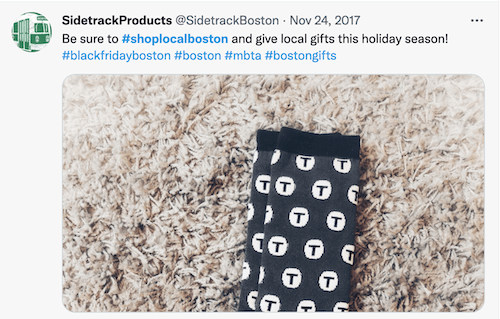 SidetrackProducts @SidetrackBoston · Nov 24, 2017 ...
Be sure to #shoplocalboston and give local gifts this holiday season!
#blackfridayboston #boston #mbta #bostongifts
T
T T
T T
T T
T T
T T
T T
T T